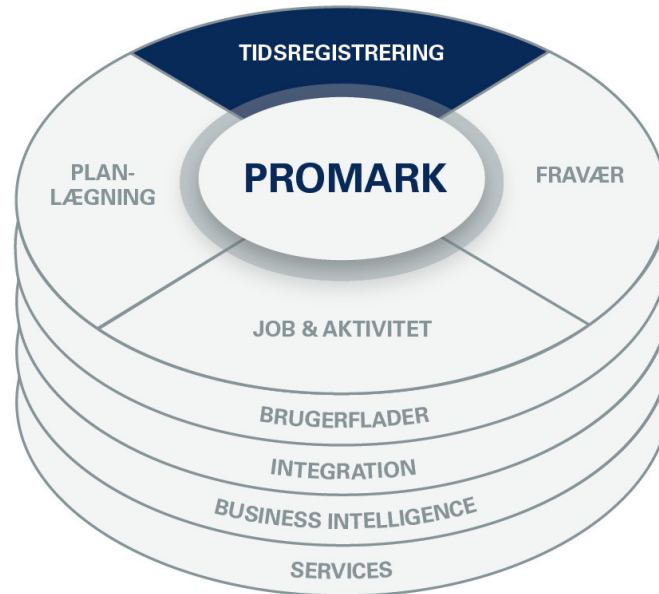 TIDSREGISTRERING
PLAN-
LÆGNING
PROMARK
FRAVÆR
JOB & AKTIVITET
BRUGERFLADER
INTEGRATION
BUSINESS INTELLIGENCE
SERVICES